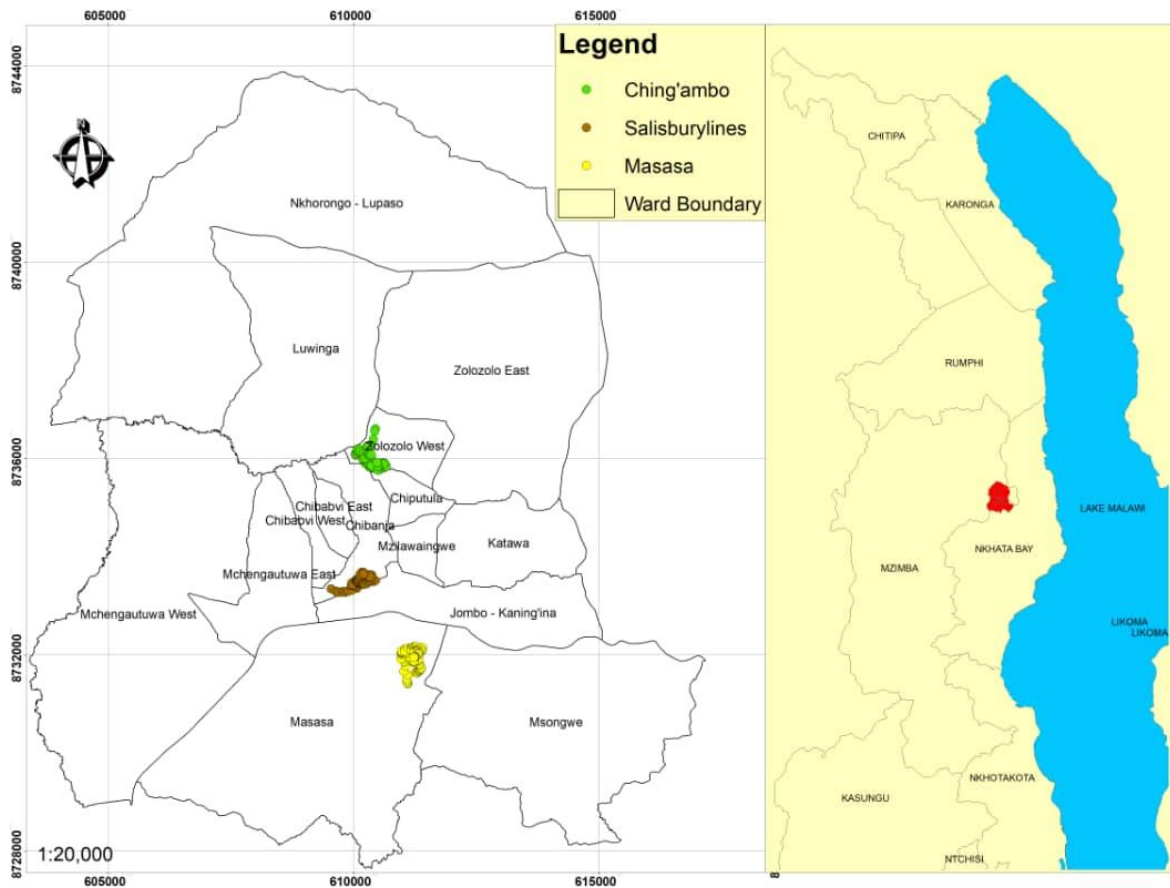 605000
610000
615000
8744000
8740000
8736000
8732000
8728000
N
Legend
Ching'ambo
Salisburylines
Masasa
Ward Boundary
Nkhorongo - Lupaso
Luwinga
Zolozolo East
Zolozolo West
Chiputula
Chibabvi East
Chibabvi West
Chibanja
Mzilawaingwe
Katawa
Mchengautuwa East
Mchengautuwa West
Jombo - Kaning'ina
Masasa
Msongwe
1:20,000
605000
610000
615000
CHITIPA
KARONGA
RUMPHI
LAKE MALAWI
NKHATA BAY
MZIMBA
LIKOMA
LIKOMA
NKHOTAKOTA
KASUNGU
NTCHISI
8